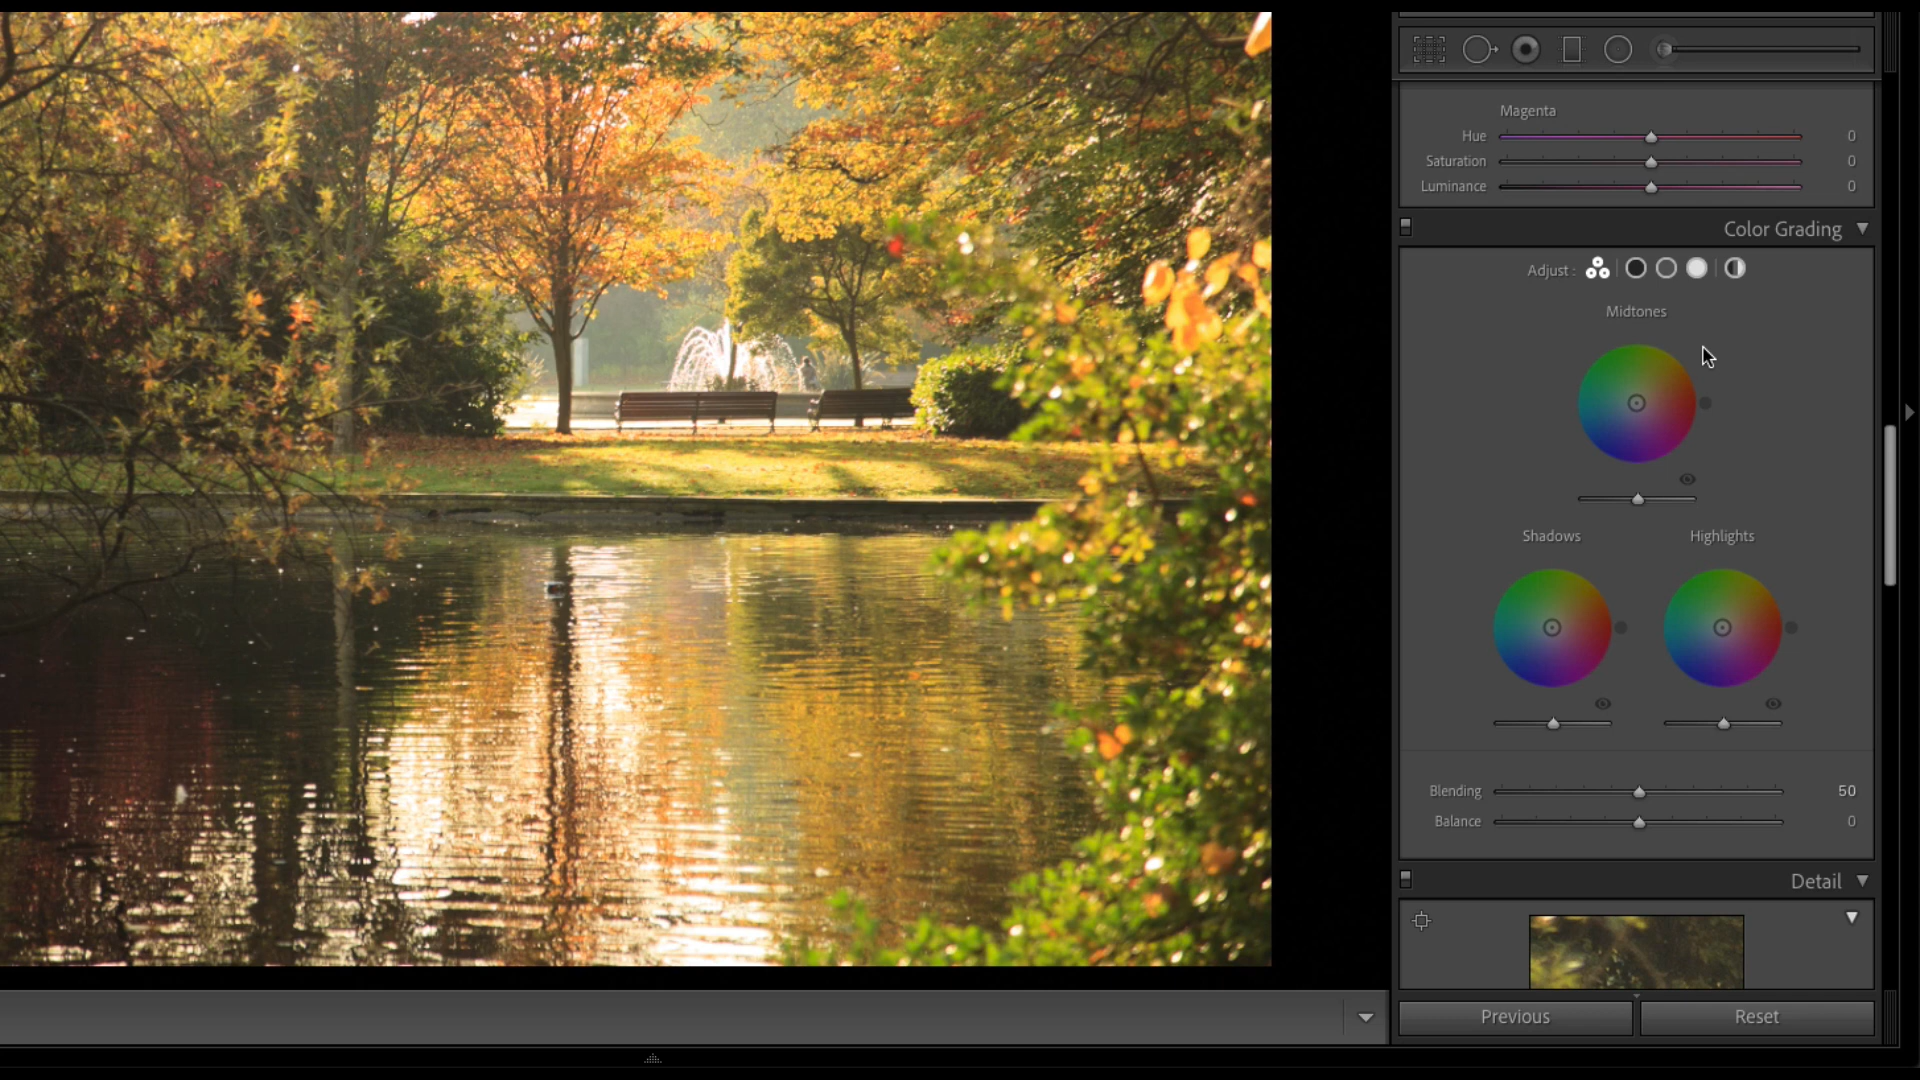 Magenta
Hue 0
Saturation 0
Luminance 0
Color Grading
Adjust :
Midtones
Shadows Highlights
Blending 50
Balance 0
Detail
Previous Reset